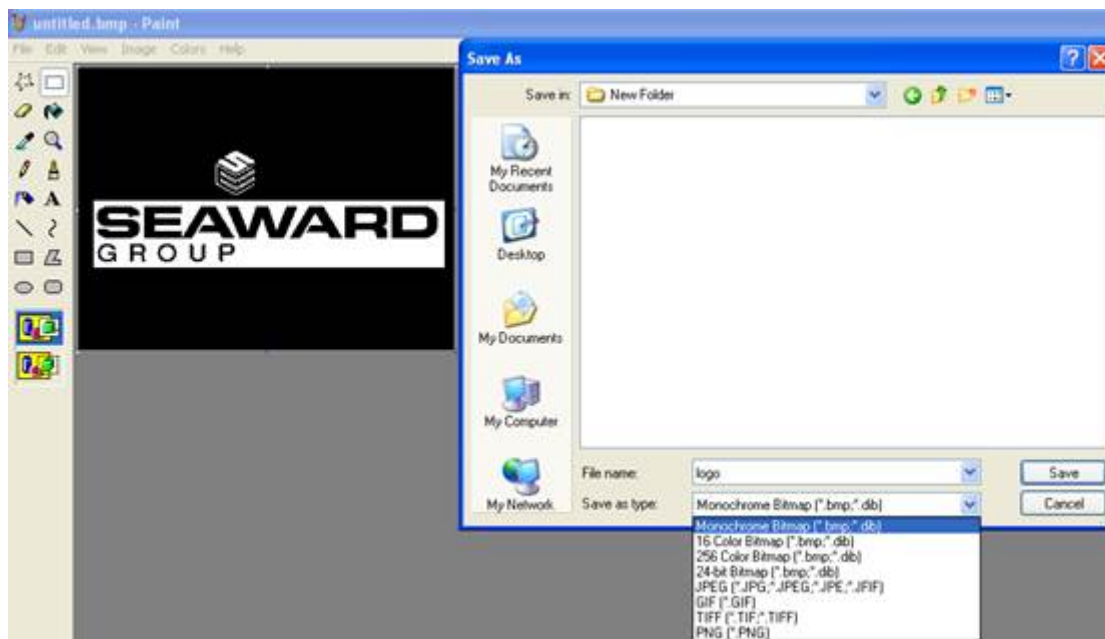 untitled.bmp - Paint
File Edit View Image Colors Help
SEAWARD
GROUP
A
Save As
Save in:
New Folder
My Recent
Documents
Desktop
My Documents
My Computer
My Network
File name:
logo
Save
Save as type:
Monochrome Bitmap (*.bmp;*.dib)
Cancel
Monochrome Bitmap (*.bmp;*.dib)
16 Color Bitmap (*.bmp;*.dib)
256 Color Bitmap (*.bmp;*.dib)
24-bit Bitmap (*.bmp;*.dib)
JPEG (*.JPG;*.JPEG;*.JPE;*.JFIF)
GIF (*.GIF)
TIFF (*.TIF;*.TIFF)
PNG (*.PNG)